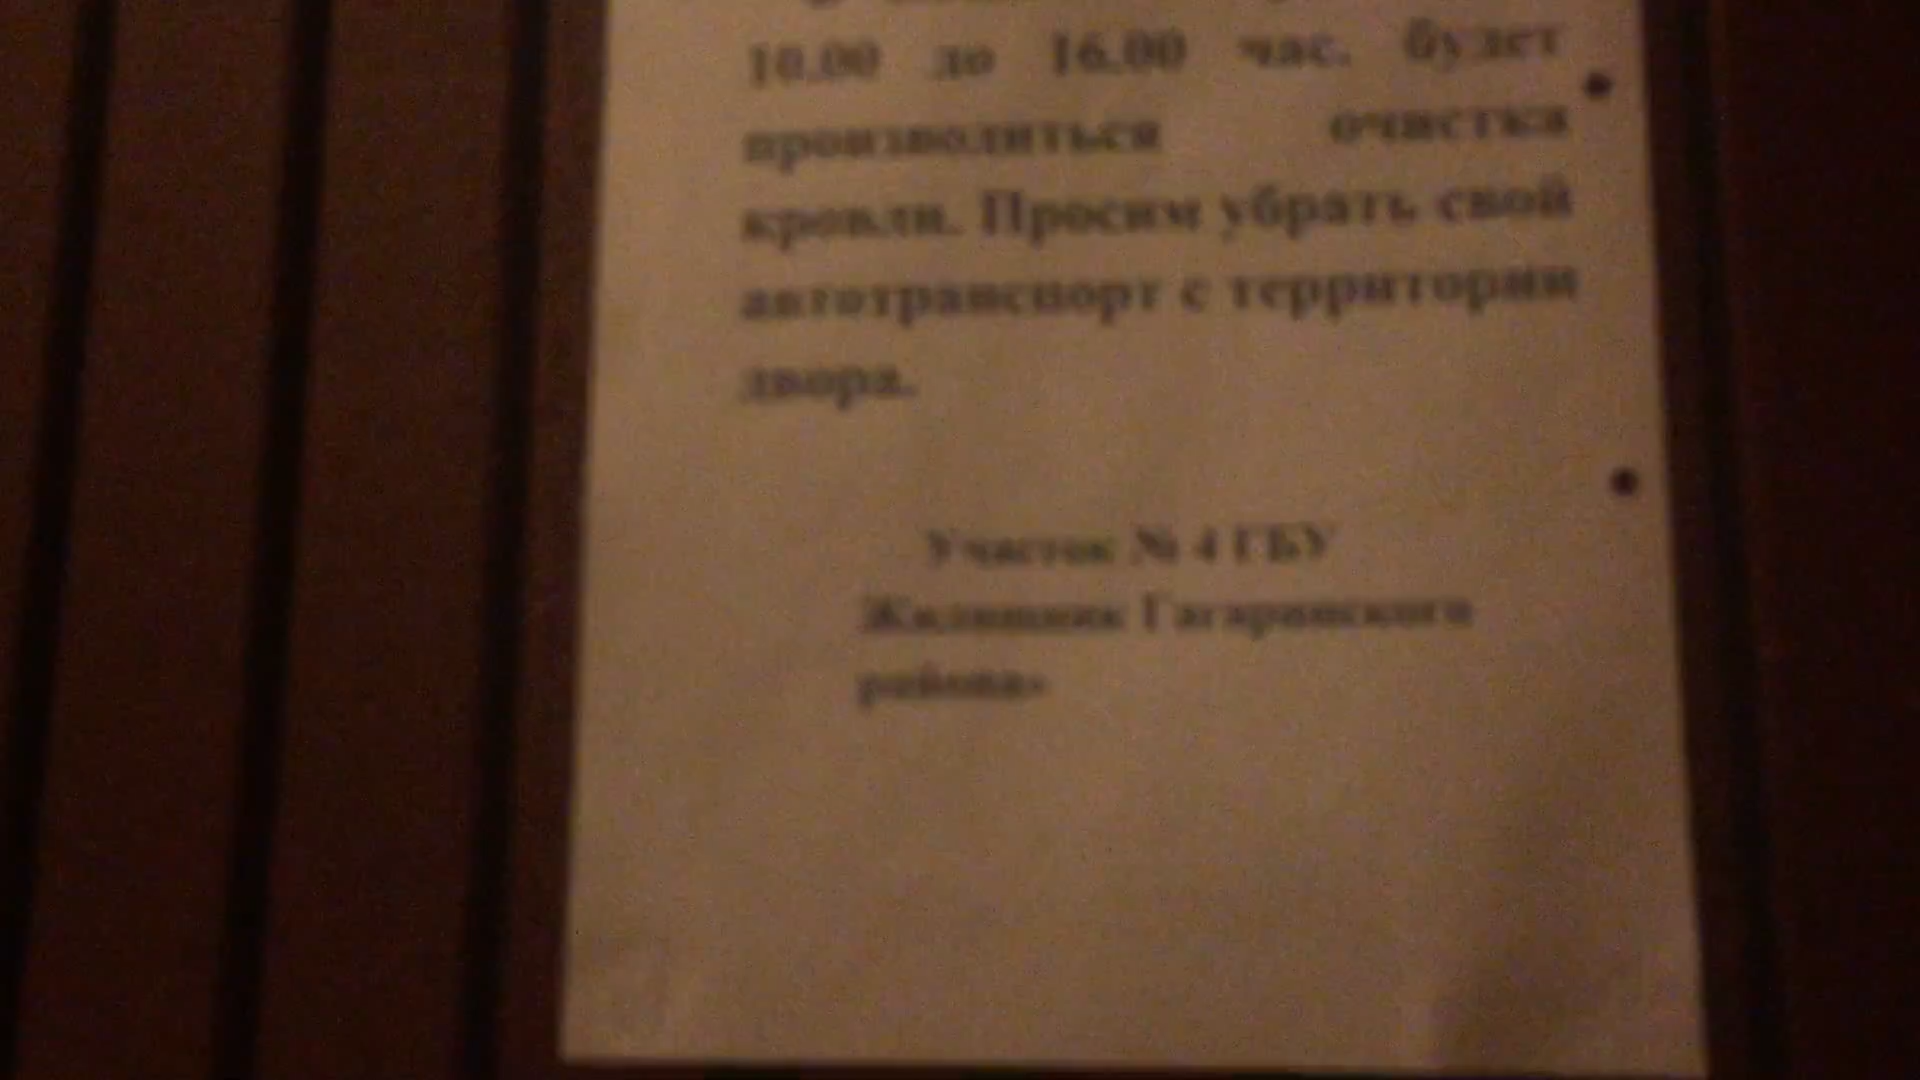 10.00 до 16.00 час. будет
производиться очистка
кровли. Просим убрать свой
автотранспорт с территории
двора.
Участок № 4 ГБУ
Жилищник Гагаринского
района»